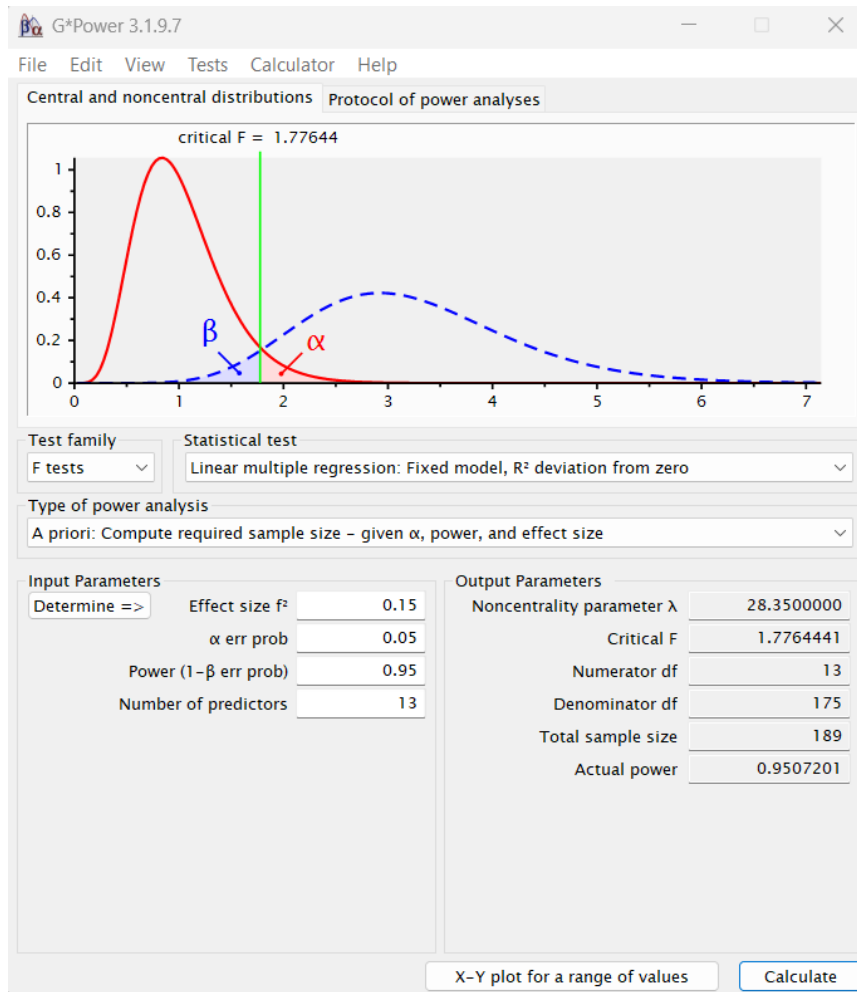 βα G*Power 3.1.9.7
File Edit View Tests Calculator Help
Central and noncentral distributions Protocol of power analyses
critical F = 1.77644
1
0.8
0.6
0.4
β α
0.2
0
0 1 2 3 4 5 6 7
Test family Statistical test
F tests Linear multiple regression: Fixed model, R² deviation from zero
Type of power analysis
A priori: Compute required sample size – given α, power, and effect size
Input Parameters Output Parameters
Determine => Effect size f² 0.15 Noncentrality parameter λ 28.3500000
α err prob 0.05 Critical F 1.7764441
Power (1–β err prob) 0.95 Numerator df 13
Number of predictors 13 Denominator df 175
Total sample size 189
Actual power 0.9507201
X–Y plot for a range of values Calculate